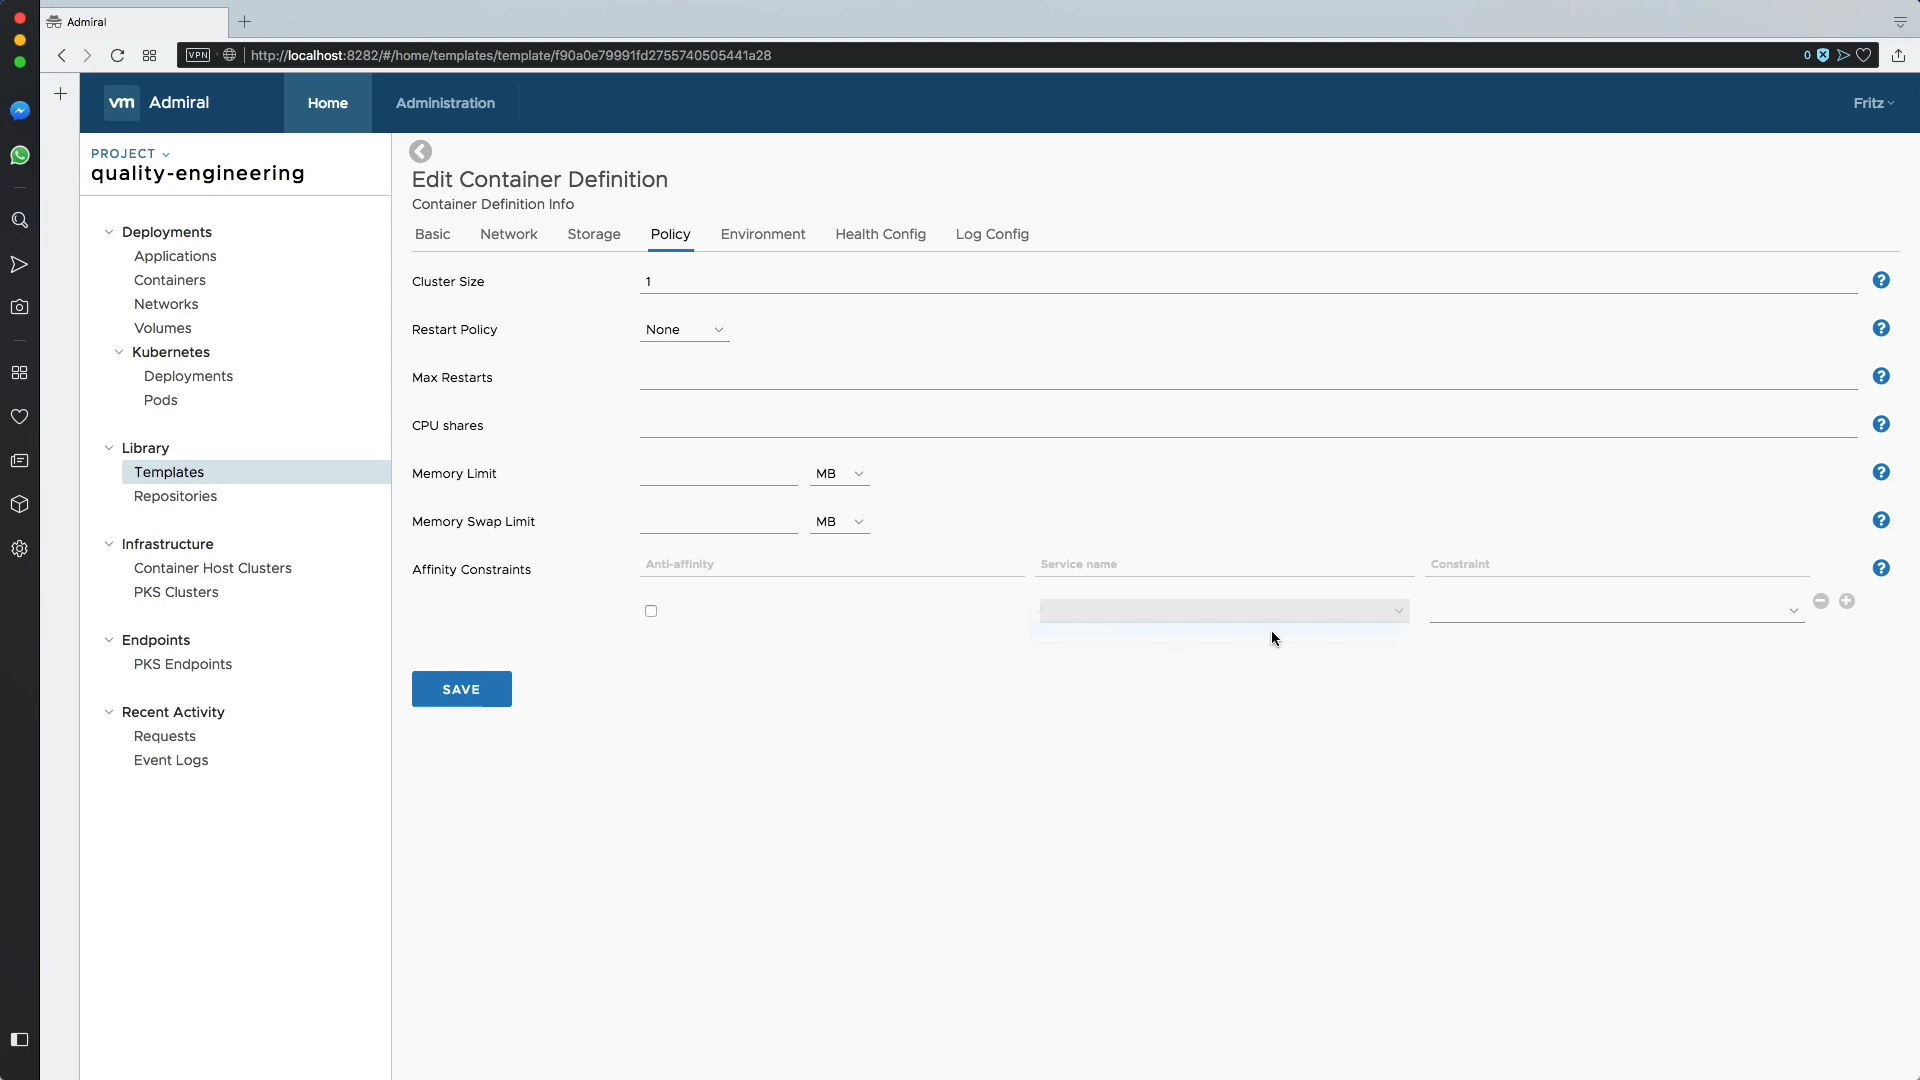 Admiral
VPN
http://localhost:8282/#/home/templates/template/f90a0e79991fd2755740505441a28
0
vm Admiral
Home
Administration
Fritz
PROJECT
quality-engineering
Deployments
Applications
Containers
Networks
Volumes
Kubernetes
Deployments
Pods
Library
Templates
Repositories
Infrastructure
Container Host Clusters
PKS Clusters
Endpoints
PKS Endpoints
Recent Activity
Requests
Event Logs
Edit Container Definition
Container Definition Info
Basic
Network
Storage
Policy
Environment
Health Config
Log Config
Cluster Size
1
Restart Policy
None
Max Restarts
CPU shares
Memory Limit
MB
Memory Swap Limit
MB
Affinity Constraints
Anti-affinity
Service name
Constraint
SAVE